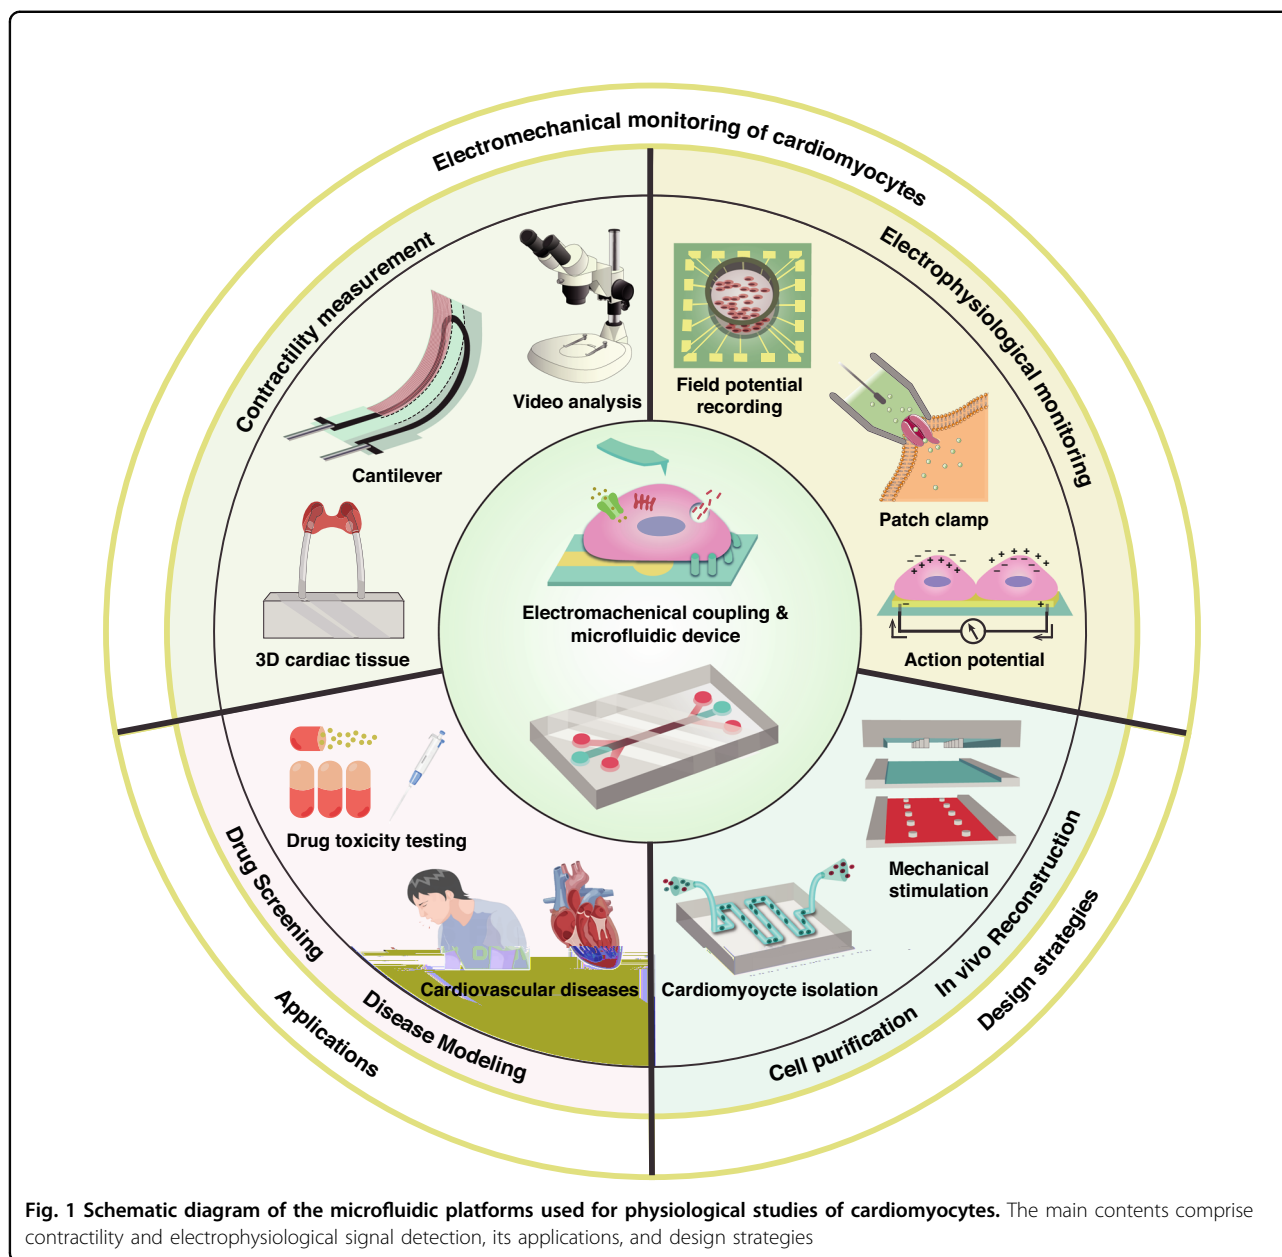 Electromechanical monitoring of cardiomyocytes
Contractility measurement
Electrophysiological monitoring
Video analysis
Cantilever
3D cardiac tissue
Field potential
recording
Patch clamp
Action potential
Electromachenical coupling &
microfluidic device
Drug toxicity testing
Cardiovascular diseases
Drug Screening
Disease Modeling
Applications
Mechanical
stimulation
Cardiomyoycte isolation
Cell purification
In vivo Reconstruction
Design strategies
Fig. 1 Schematic diagram of the microfluidic platforms used for physiological studies of cardiomyocytes. The main contents comprise
contractility and electrophysiological signal detection, its applications, and design strategies